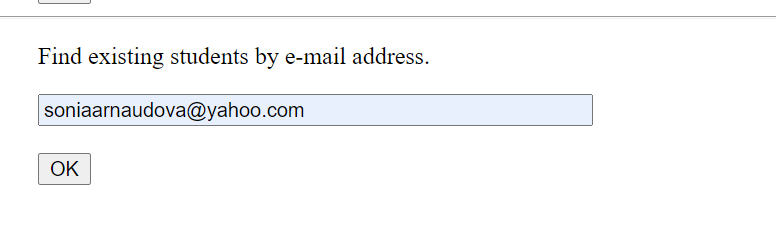 Find existing students by e-mail address.
soniaarnaudova@yahoo.com
OK